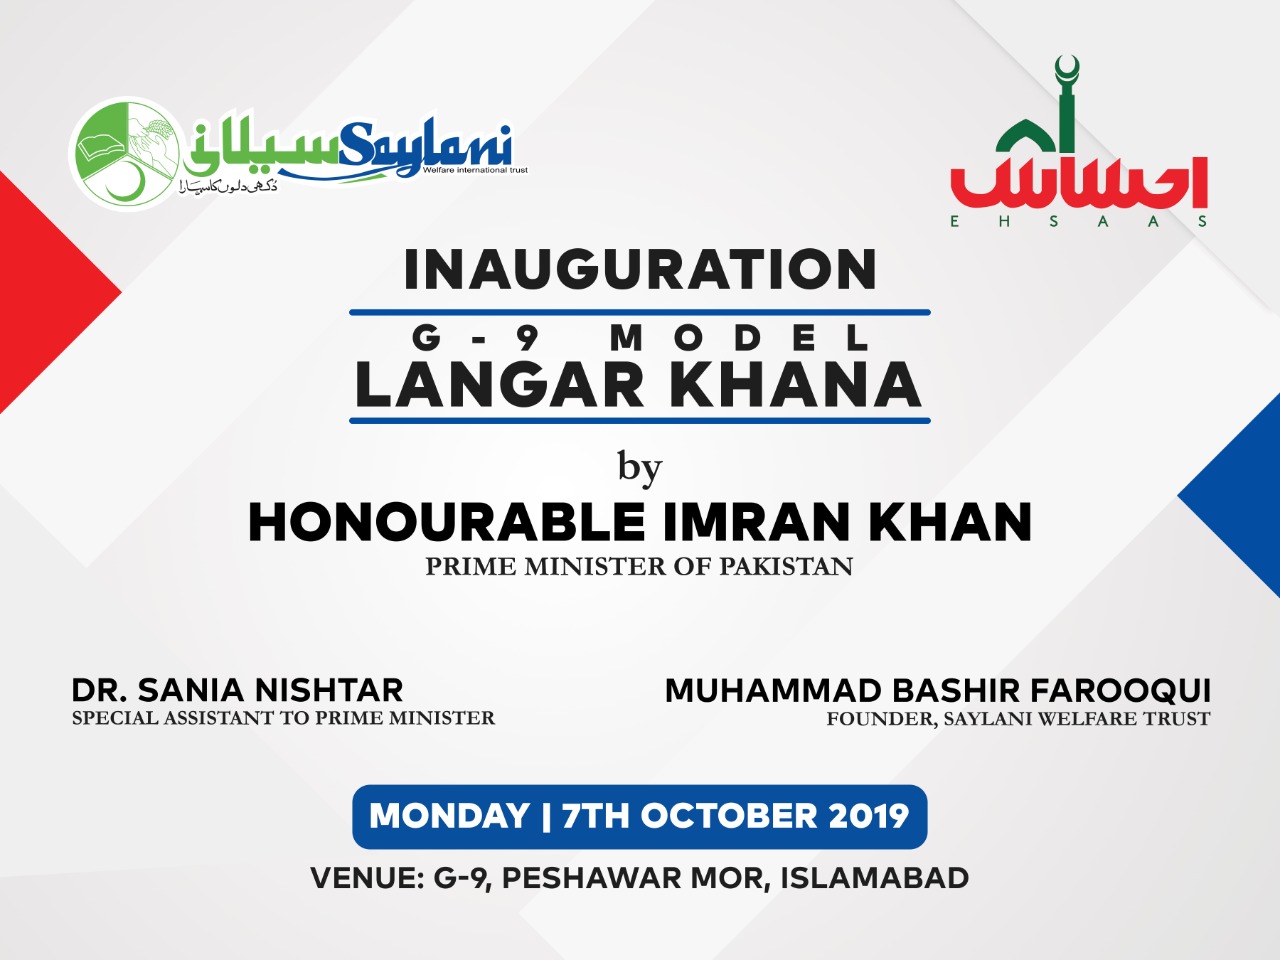 سیلانی Saylani
Welfare international trust
دُکھی دلوں کا سہارا
احساس
EHSAAS
INAUGURATION
G-9 MODEL
LANGAR KHANA
by
HONOURABLE IMRAN KHAN
PRIME MINISTER OF PAKISTAN
DR. SANIA NISHTAR
SPECIAL ASSISTANT TO PRIME MINISTER
MUHAMMAD BASHIR FAROOQUI
FOUNDER, SAYLANI WELFARE TRUST
MONDAY | 7TH OCTOBER 2019
VENUE: G-9, PESHAWAR MOR, ISLAMABAD